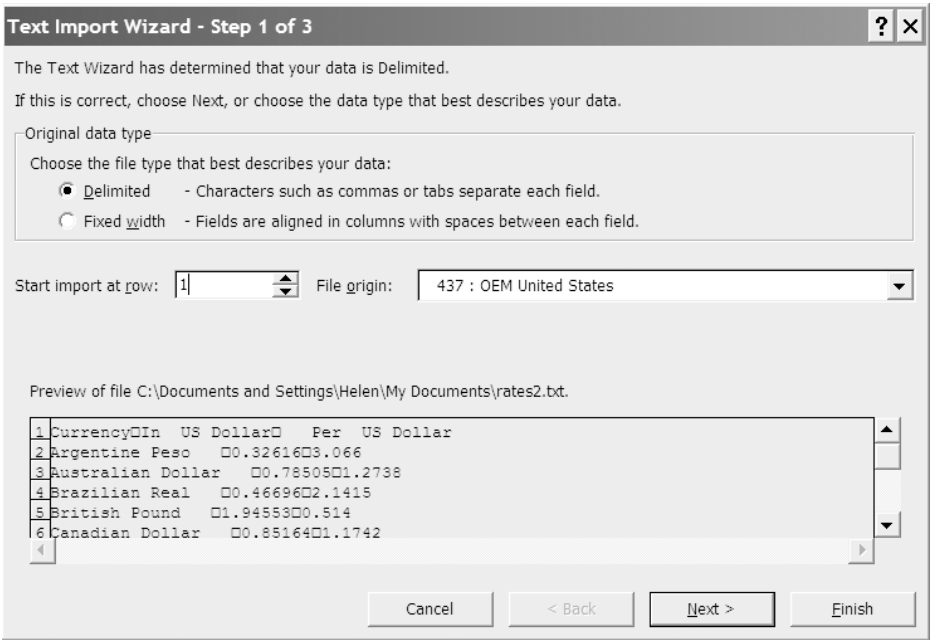 Text Import Wizard - Step 1 of 3 ? X
The Text Wizard has determined that your data is Delimited.
If this is correct, choose Next, or choose the data type that best describes your data.
Original data type
Choose the file type that best describes your data:
Delimited - Characters such as commas or tabs separate each field.
Fixed width - Fields are aligned in columns with spaces between each field.
Start import at row: 1 File origin: 437 : OEM United States
Preview of file C:\Documents and Settings\Helen\My Documents\rates2.txt.
1 Currency□In US Dollar□ Per US Dollar
2 Argentine Peso □0.32616□3.066
3 Australian Dollar □0.78505□1.2738
4 Brazilian Real □0.46696□2.1415
5 British Pound □1.94553□0.514
6 Canadian Dollar □0.85164□1.1742
Cancel < Back Next > Finish